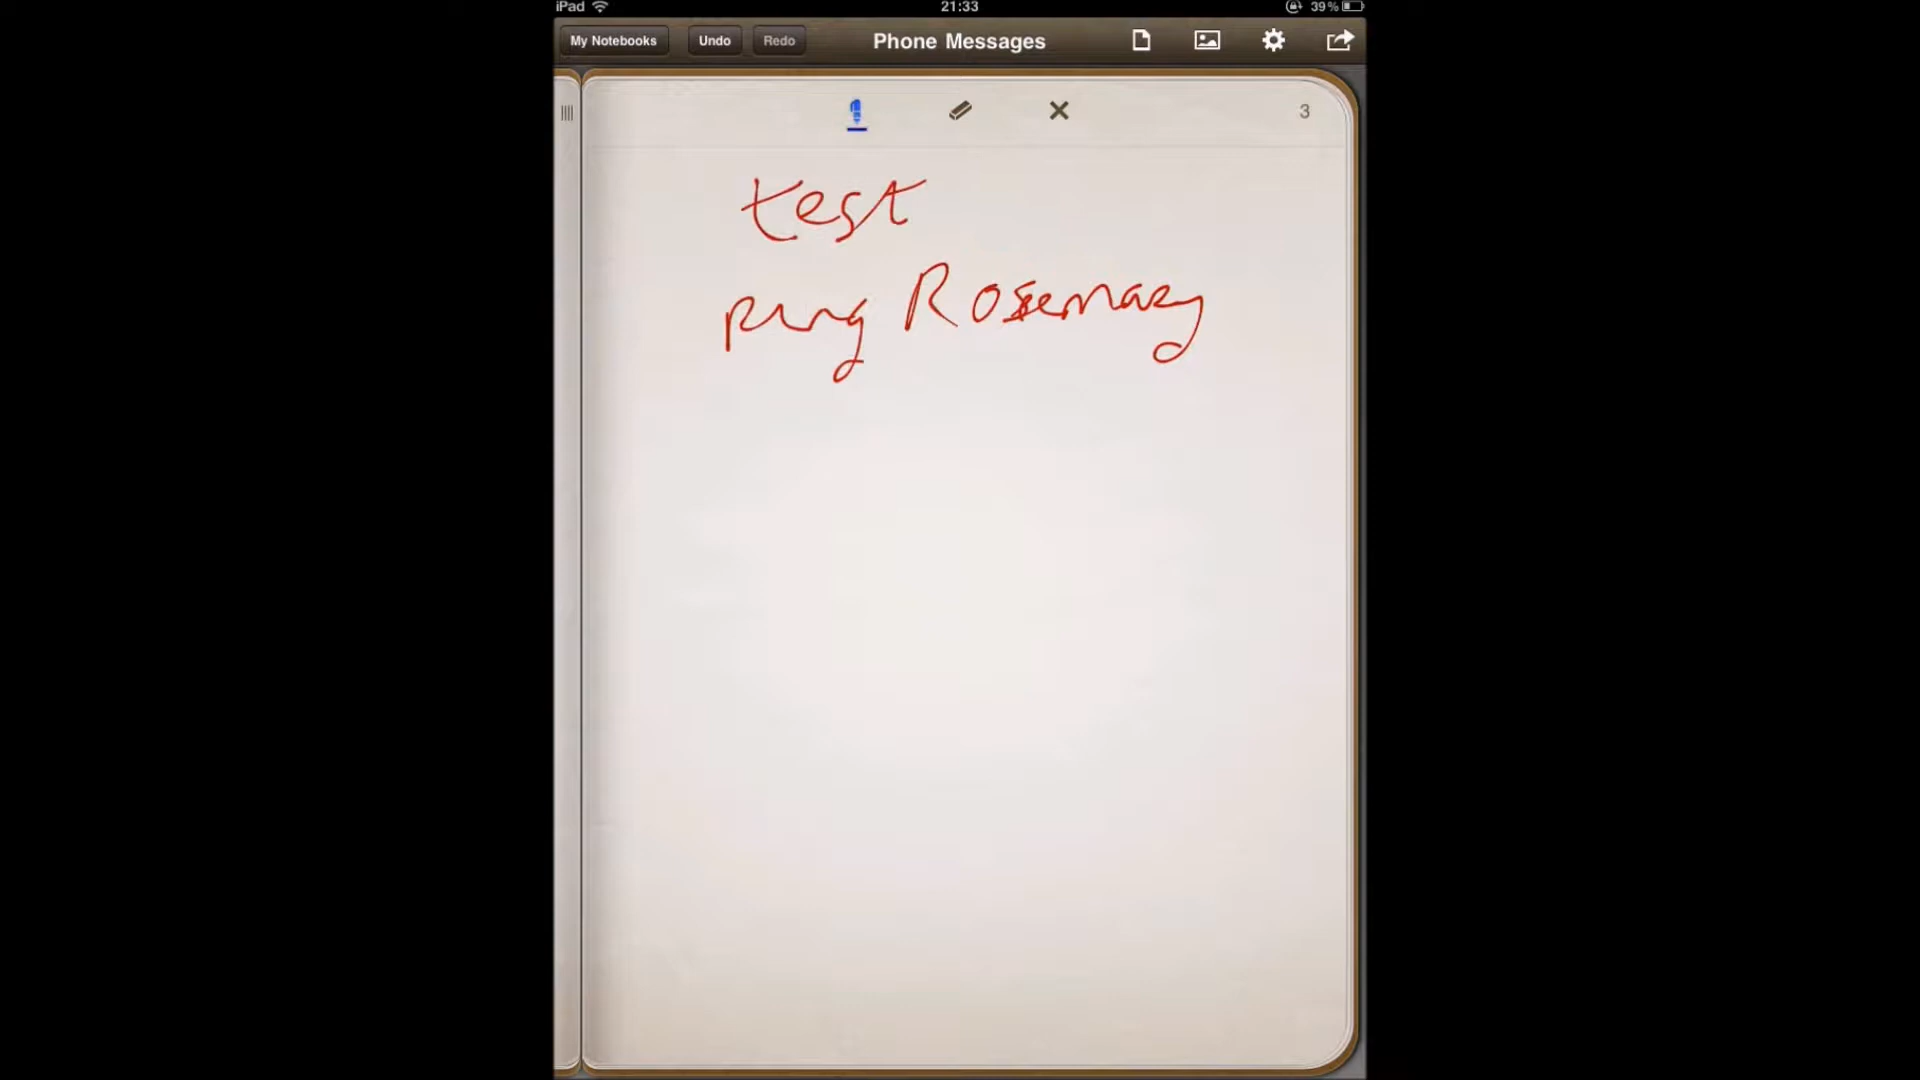 iPad 21:33 39%
My Notebooks Undo Redo Phone Messages
3
test
ring Rosemary